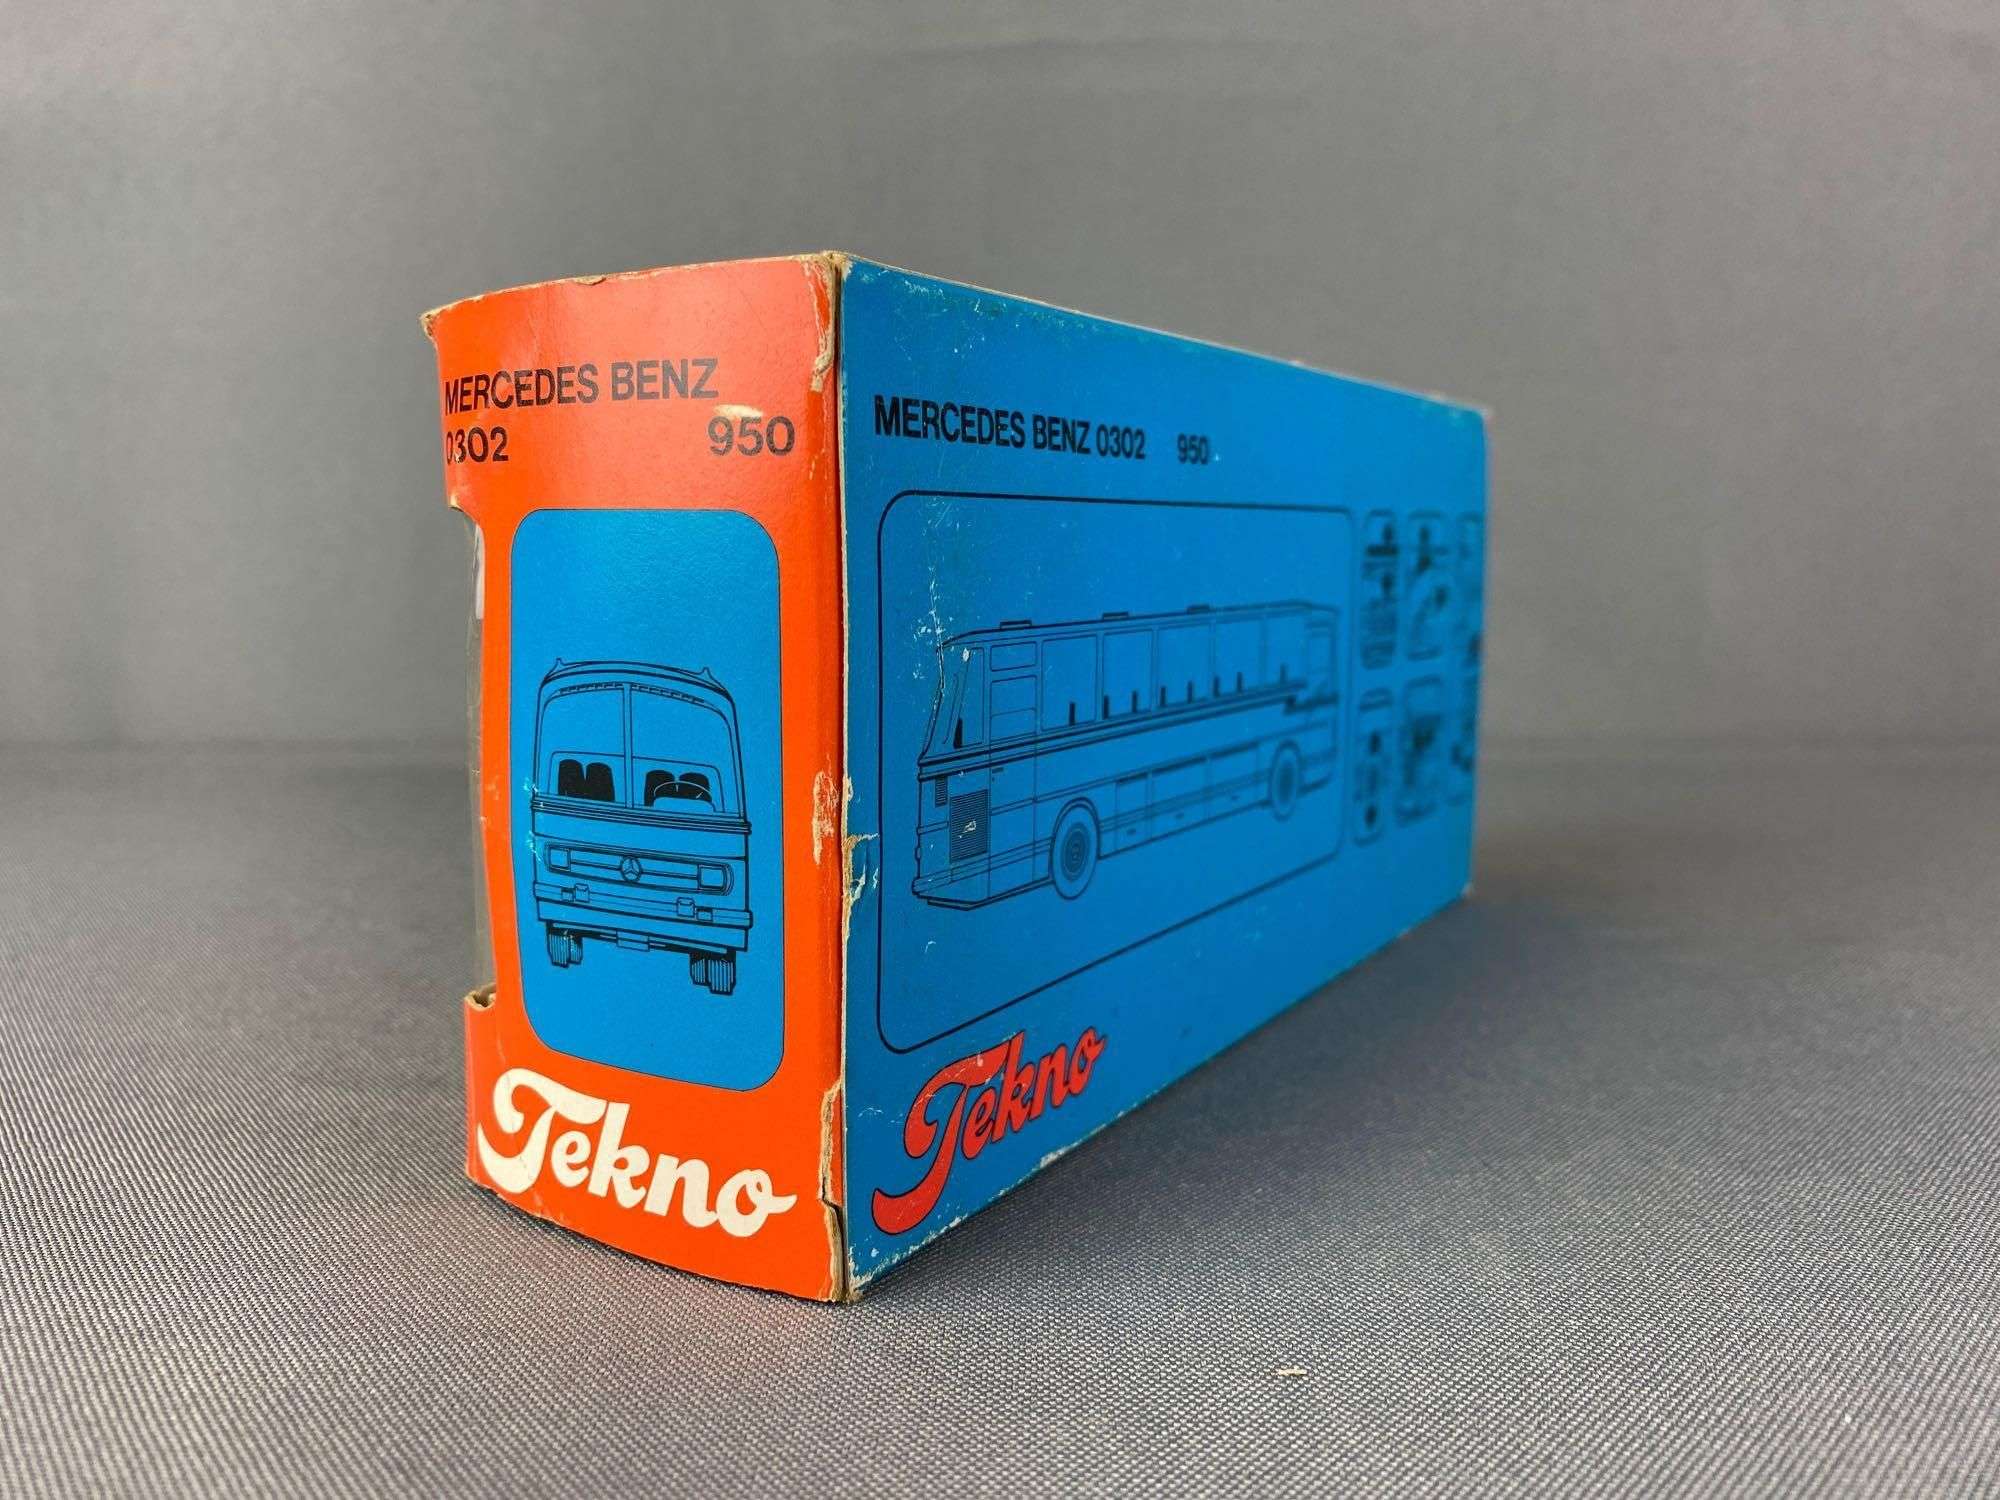 MERCEDES BENZ
0302 950
Tekno
MERCEDES BENZ 0302 950
Tekno